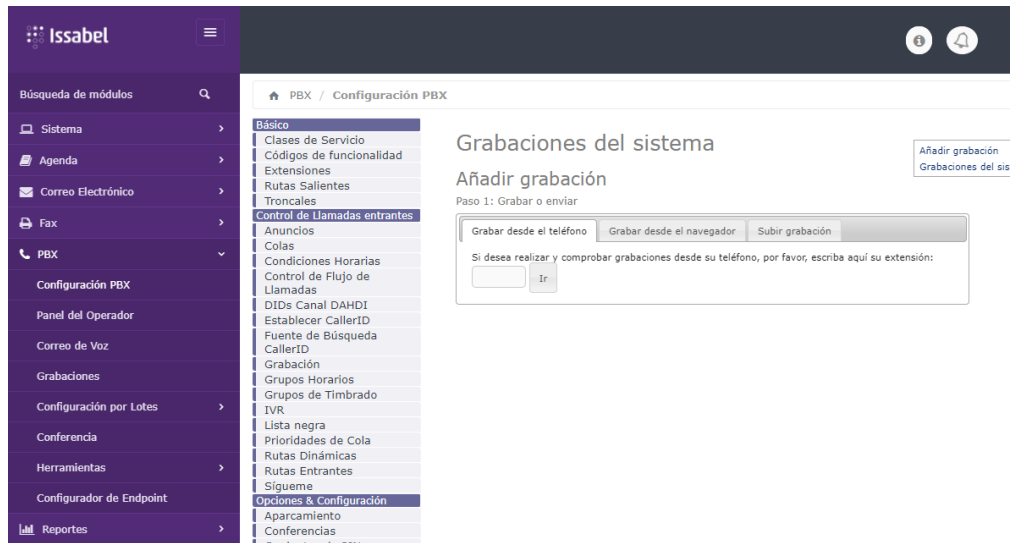 Issabel
Búsqueda de módulos
Sistema
Agenda
Correo Electrónico
Fax
PBX
Configuración PBX
Panel del Operador
Correo de Voz
Grabaciones
Configuración por Lotes
Conferencia
Herramientas
Configurador de Endpoint
Reportes
PBX / Configuración PBX
Básico
Clases de Servicio
Códigos de funcionalidad
Extensiones
Rutas Salientes
Troncales
Control de Llamadas entrantes
Anuncios
Colas
Condiciones Horarias
Control de Flujo de
Llamadas
DIDs Canal DAHDI
Establecer CallerID
Fuente de Búsqueda
CallerID
Grabación
Grupos Horarios
Grupos de Timbrado
IVR
Lista negra
Prioridades de Cola
Rutas Dinámicas
Rutas Entrantes
Sígueme
Opciones & Configuración
Aparcamiento
Conferencias
Grabaciones del sistema
Añadir grabación
Paso 1: Grabar o enviar
Grabar desde el teléfono Grabar desde el navegador Subir grabación
Si desea realizar y comprobar grabaciones desde su teléfono, por favor, escriba aquí su extensión:
Ir
Añadir grabación
Grabaciones del sis